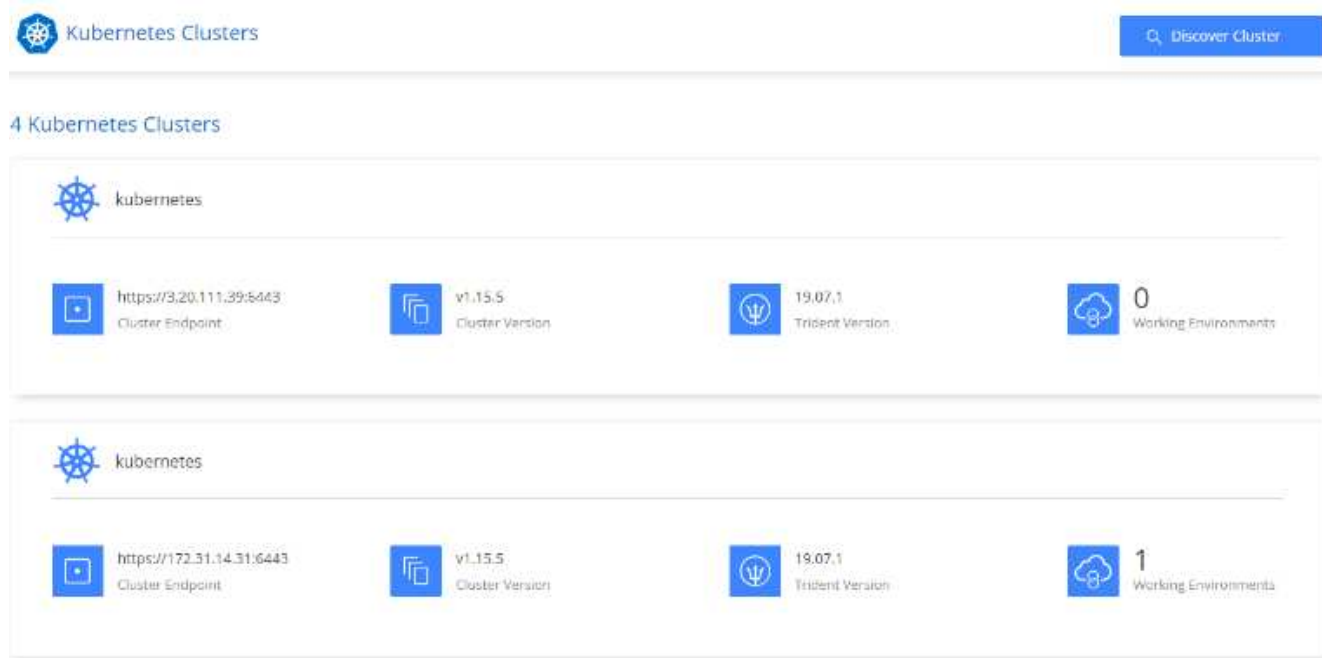 Kubernetes Clusters
Discover Cluster
4 Kubernetes Clusters
kubernetes
https://3.20.111.39:6443
Cluster Endpoint
v1.15.5
Cluster Version
19.07.1
Trident Version
0
Working Environments
kubernetes
https://172.31.14.31:6443
Cluster Endpoint
v1.15.5
Cluster Version
19.07.1
Trident Version
1
Working Environments